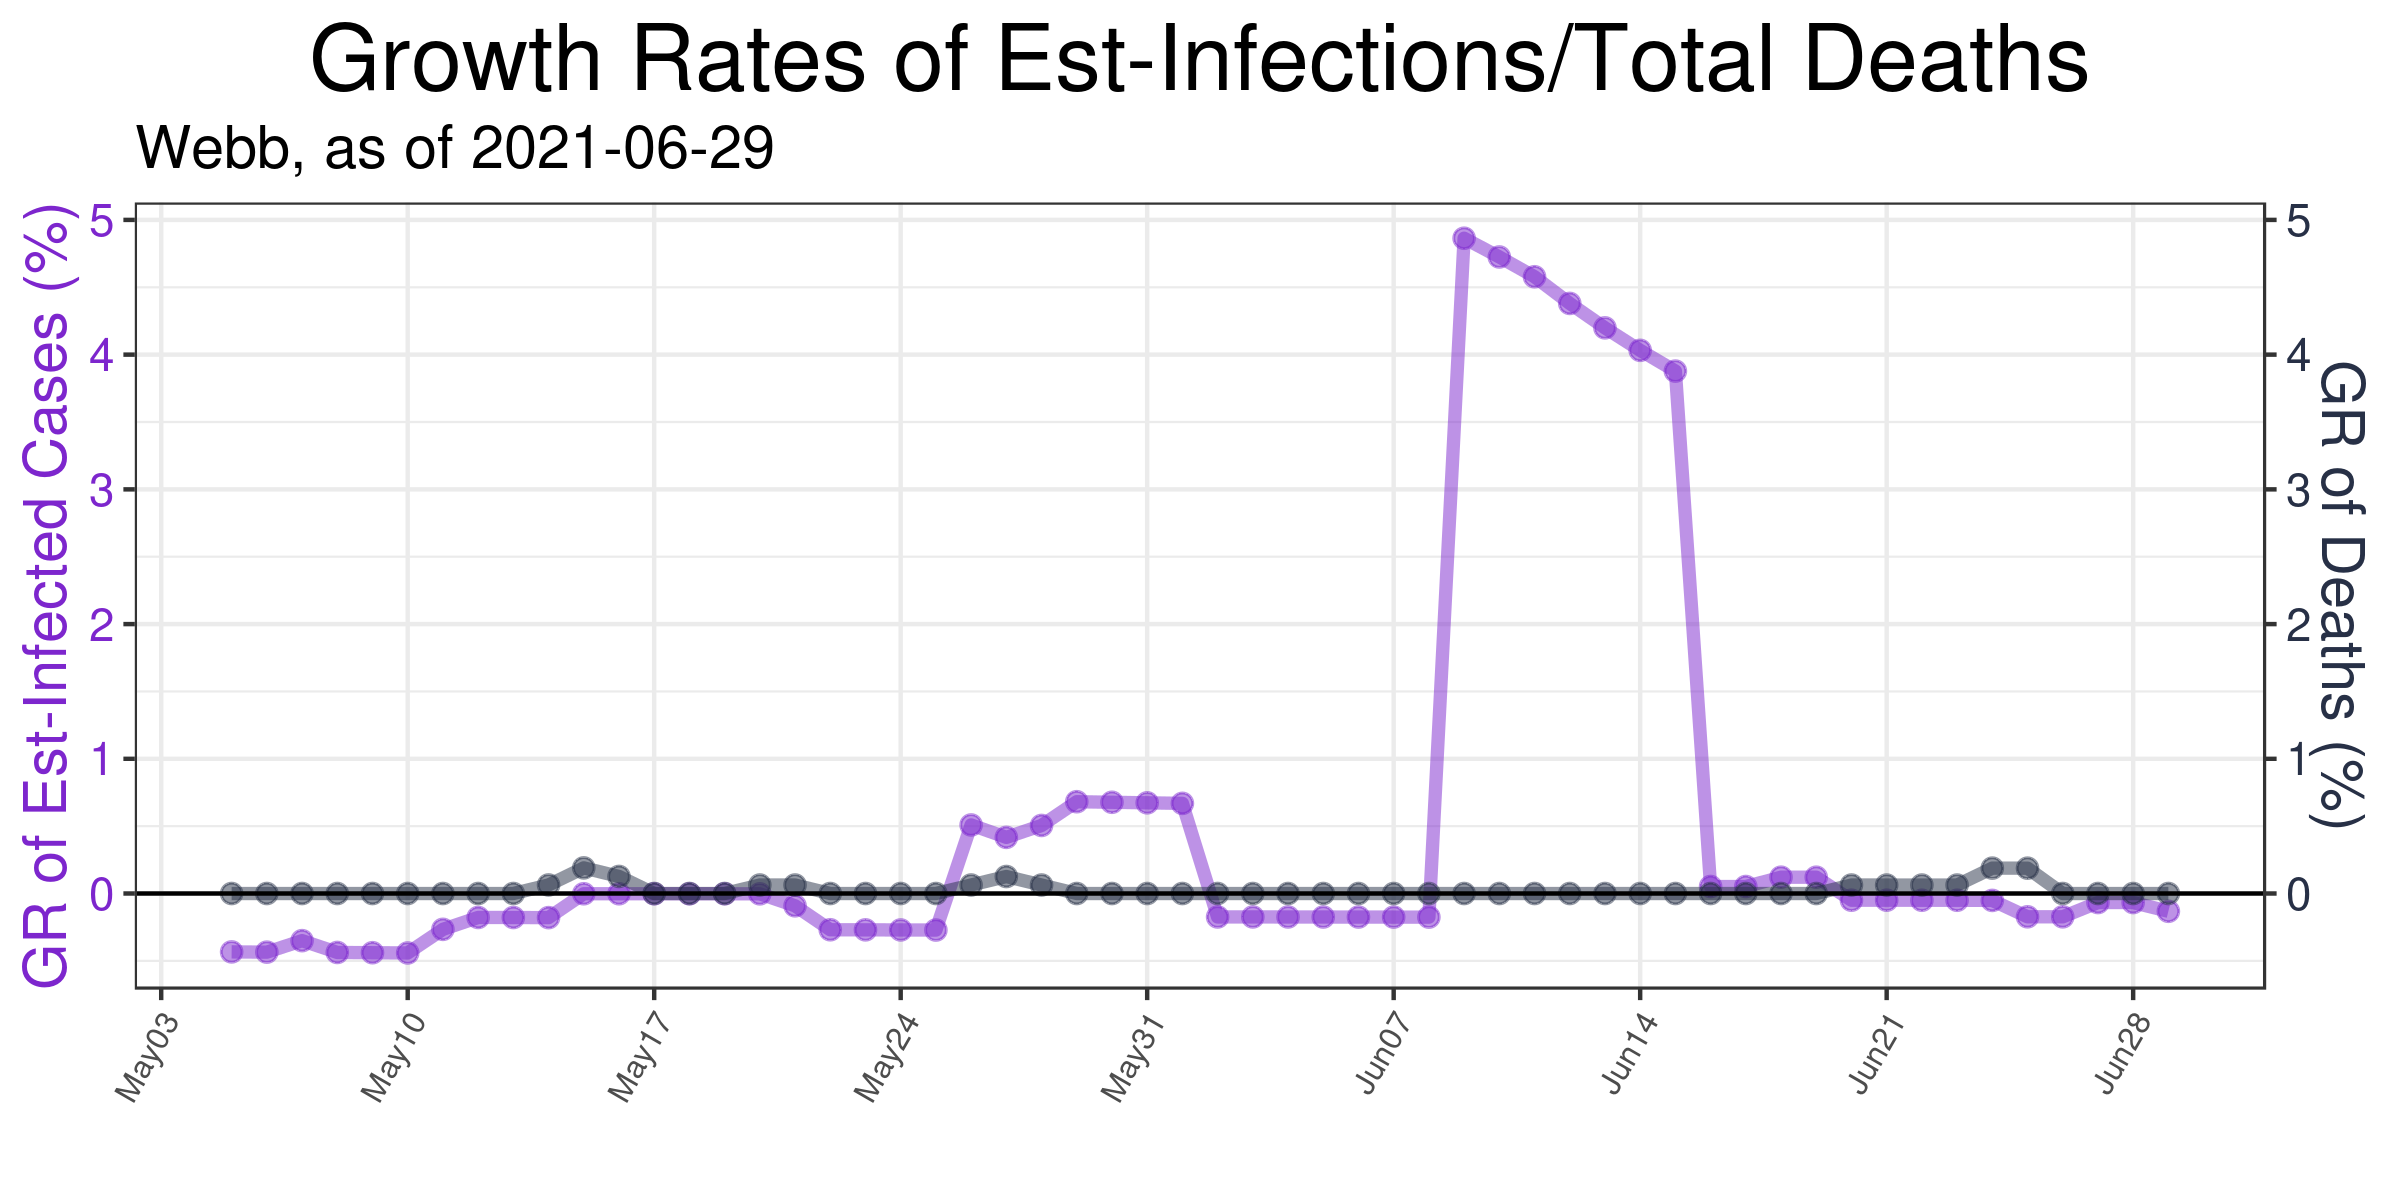 Growth Rates of Est-Infections/Total Deaths
Webb, as of 2021-06-29
GR of Est-Infected Cases (%)
5
4
3
2
1
0
5
4
3
2
1
0
GR of Deaths (%)
May03
May10
May17
May24
May31
Jun07
Jun14
Jun21
Jun28